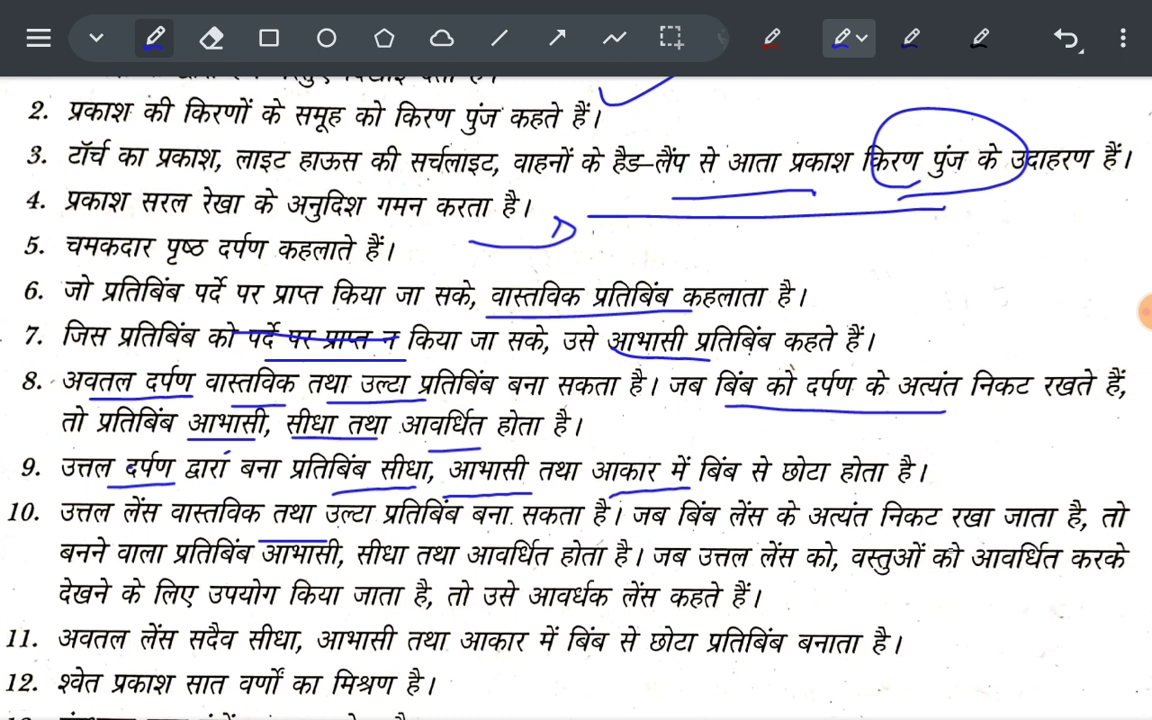 2. प्रकाश की किरणों के समूह को किरण पुंज कहते हैं।
3. टॉर्च का प्रकाश, लाइट हाऊस की सर्चलाइट, वाहनों के हैड–लैंप से आता प्रकाश किरण पुंज के उदाहरण हैं।
4. प्रकाश सरल रेखा के अनुदिश गमन करता है।
5. चमकदार पृष्ठ दर्पण कहलाते हैं।
6. जो प्रतिबिंब पर्दे पर प्राप्त किया जा सके, वास्तविक प्रतिबिंब कहलाता है।
7. जिस प्रतिबिंब को पर्दे पर प्राप्त न किया जा सके, उसे आभासी प्रतिबिंब कहते हैं।
8. अवतल दर्पण वास्तविक तथा उल्टा प्रतिबिंब बना सकता है। जब बिंब को दर्पण के अत्यंत निकट रखते हैं,
तो प्रतिबिंब आभासी, सीधा तथा आवर्धित होता है।
9. उत्तल दर्पण द्वारा बना प्रतिबिंब सीधा, आभासी तथा आकार में बिंब से छोटा होता है।
10. उत्तल लेंस वास्तविक तथा उल्टा प्रतिबिंब बना सकता है। जब बिंब लेंस के अत्यंत निकट रखा जाता है, तो
बनने वाला प्रतिबिंब आभासी, सीधा तथा आवर्धित होता है। जब उत्तल लेंस को, वस्तुओं को आवर्धित करके
देखने के लिए उपयोग किया जाता है, तो उसे आवर्धक लेंस कहते हैं।
11. अवतल लेंस सदैव सीधा, आभासी तथा आकार में बिंब से छोटा प्रतिबिंब बनाता है।
12. श्वेत प्रकाश सात वर्णों का मिश्रण है।